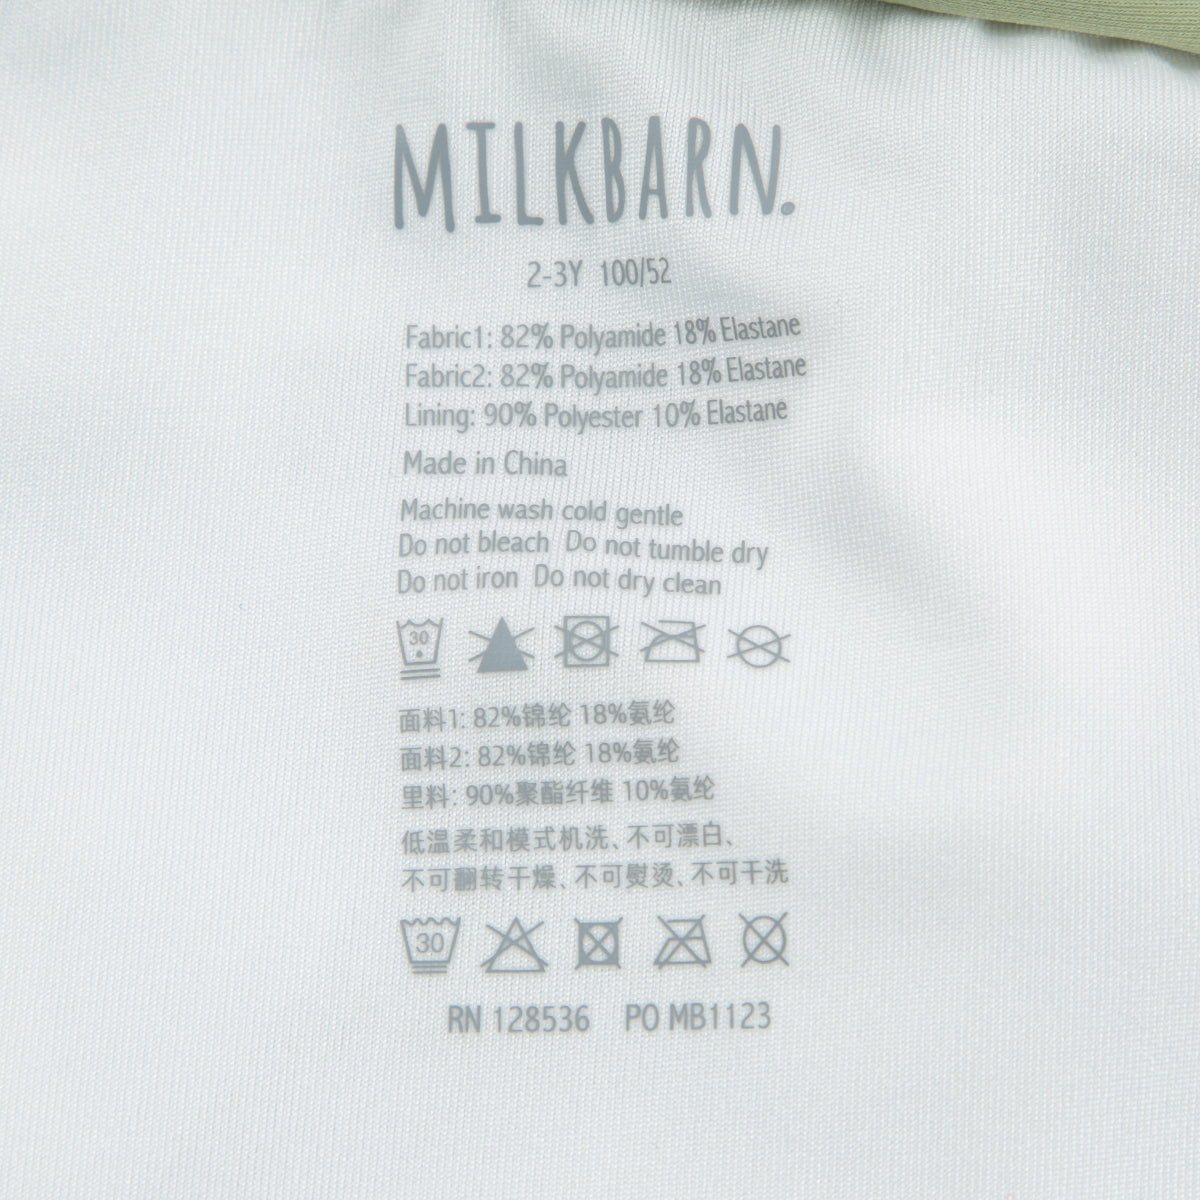 MILKBARN.
2-3Y 100/52
Fabric1: 82% Polyamide 18% Elastane
Fabric2: 82% Polyamide 18% Elastane
Lining: 90% Polyester 10% Elastane
Made in China
Machine wash cold gentle
Do not bleach Do not tumble dry
Do not iron Do not dry clean
30
面料1: 82%锦纶 18%氨纶
面料2: 82%锦纶 18%氨纶
里料: 90%聚酯纤维 10%氨纶
低温柔和模式机洗、不可漂白、
不可翻转干燥、不可熨烫、不可干洗
30
RN 128536 PO MB1123